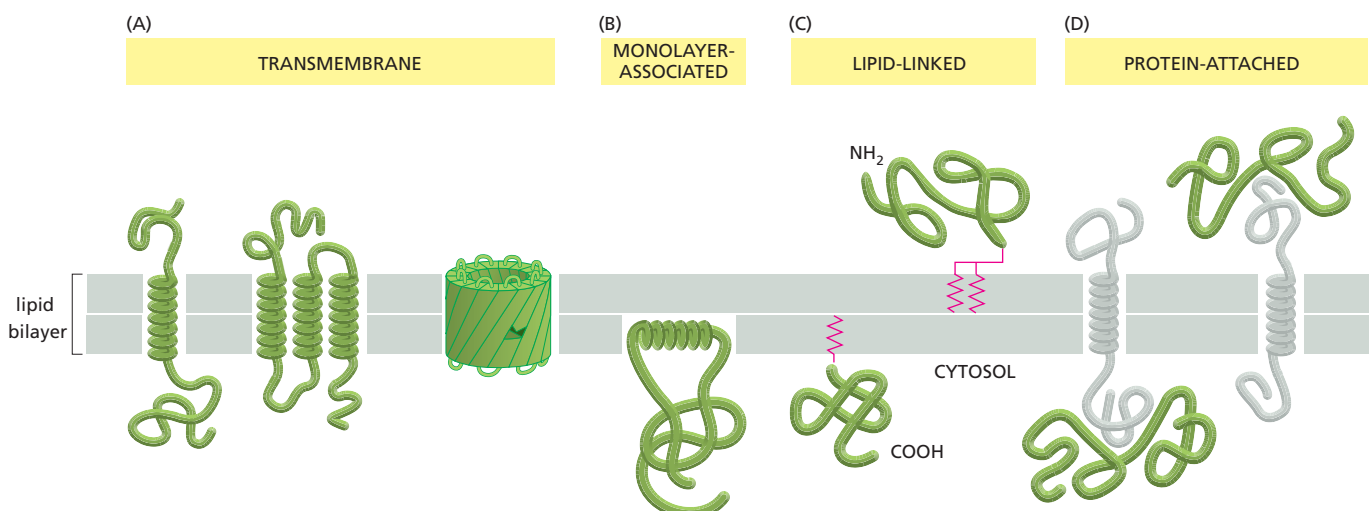 (A)
TRANSMEMBRANE
(B)
MONOLAYER-
ASSOCIATED
(C)
LIPID-LINKED
(D)
PROTEIN-ATTACHED
NH₂
lipid
bilayer
CYTOSOL
COOH